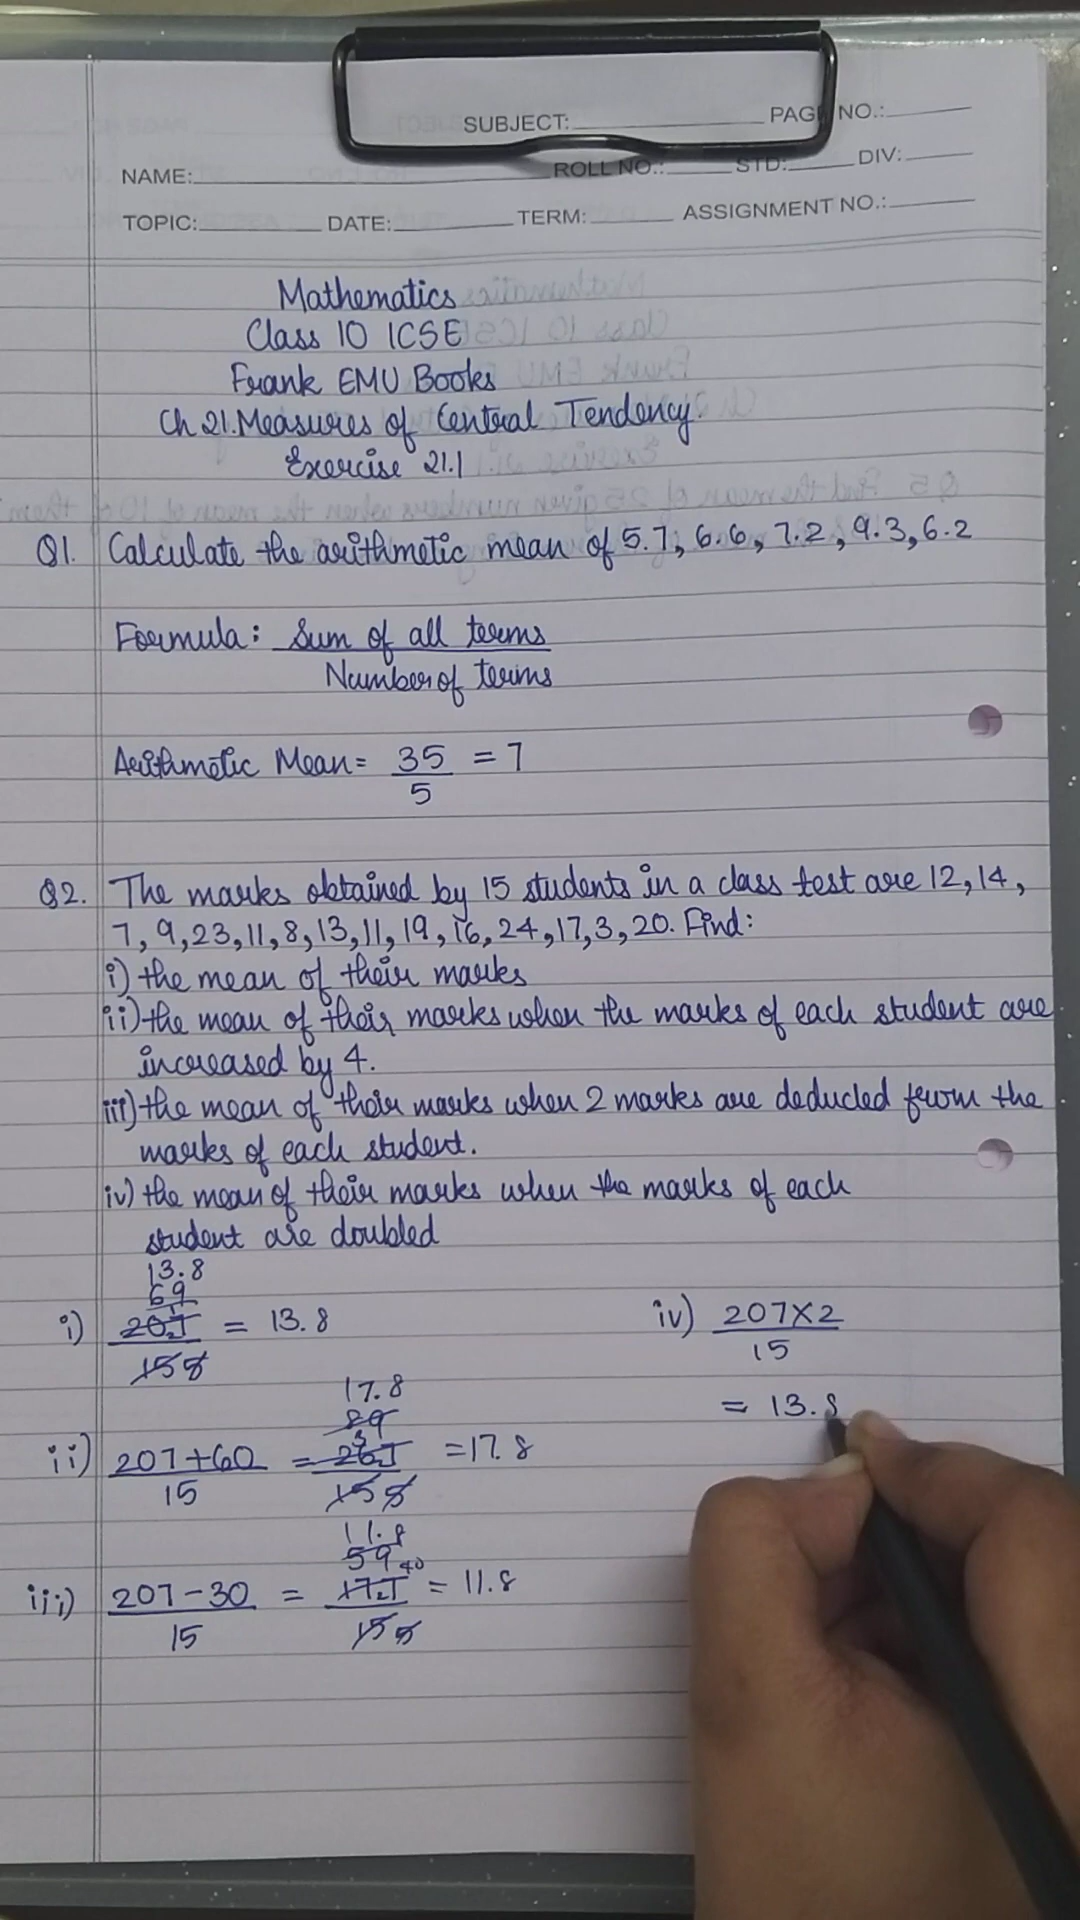 SUBJECT: PAGE NO.:
NAME: ROLL NO.: STD: DIV:
TOPIC: DATE: TERM: ASSIGNMENT NO.:
Mathematics
Class 10 ICSE
Frank EMU Books
Ch 21. Measures of Central Tendency
Exercise 21.1
Q1. Calculate the arithmetic mean of 5.7, 6.6, 7.2, 9.3, 6.2
Formula: Sum of all terms
Number of terms
Arithmetic Mean = 35 = 7
5
Q2. The marks obtained by 15 students in a class test are 12, 14,
7, 9, 23, 11, 8, 13, 11, 19, 16, 24, 17, 3, 20. Find:
i) the mean of their marks
ii) the mean of their marks when the marks of each student are
increased by 4.
iii) the mean of their marks when 2 marks are deducted from the
marks of each student.
iv) the mean of their marks when the marks of each
student are doubled
13.8
69
i) 207 = 13.8
15 5
17.8
89
ii) 207+60 = 267 = 17.8
15 15 5
11.8
59 40
iii) 207-30 = 177 = 11.8
15 15 5
iv) 207×2
15
= 13.8